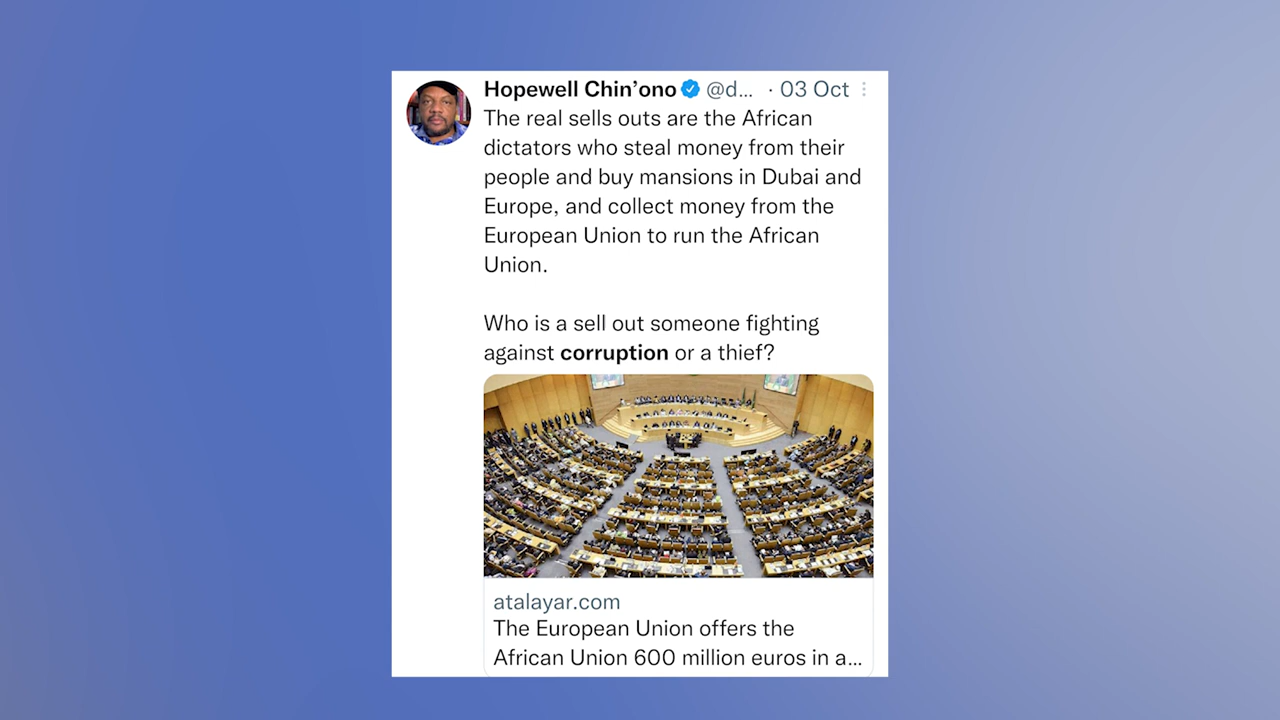 Hopewell Chin’ono @d... · 03 Oct
The real sells outs are the African
dictators who steal money from their
people and buy mansions in Dubai and
Europe, and collect money from the
European Union to run the African
Union.
Who is a sell out someone fighting
against corruption or a thief?
atalayar.com
The European Union offers the
African Union 600 million euros in a...